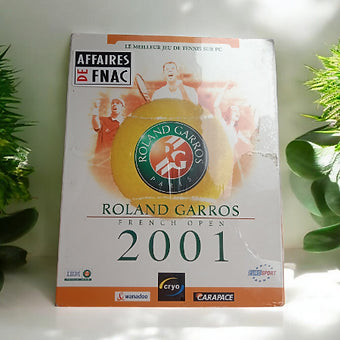 LE MEILLEUR JEU DE TENNIS SUR PC
AFFAIRES
DE FNAC
ROLAND GARROS
PARIS
ROLAND GARROS
FRENCH OPEN
2001
IBM
EUROSPORT
wanadoo
cryo
CARAPACE